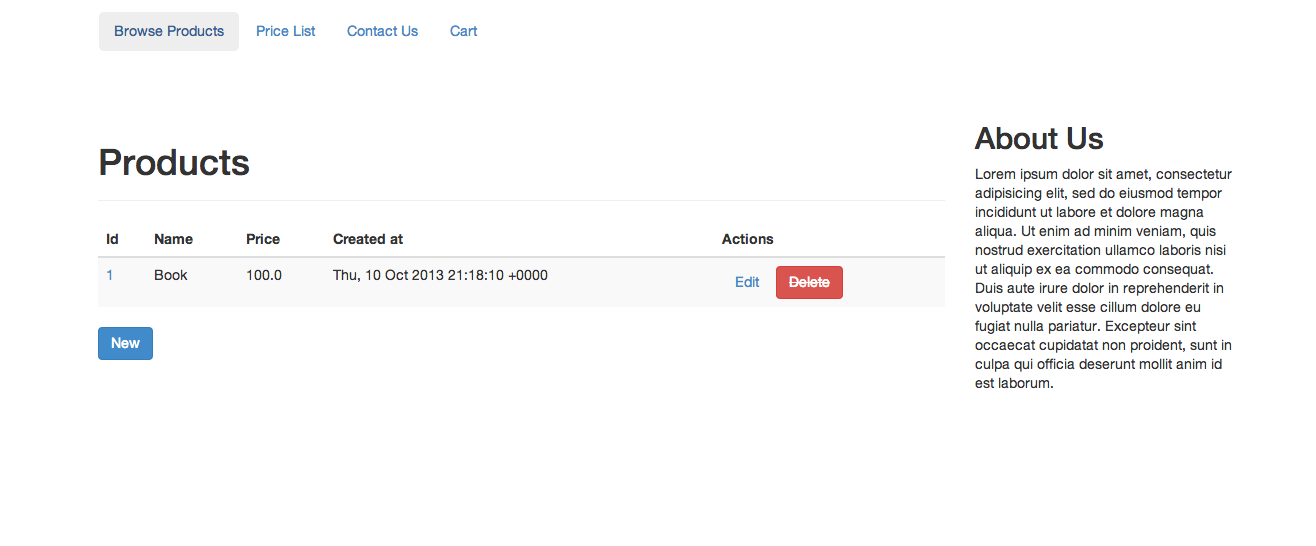 Browse Products Price List Contact Us Cart
Products
Id Name Price Created at Actions
1 Book 100.0 Thu, 10 Oct 2013 21:18:10 +0000 Edit Delete
New
About Us
Lorem ipsum dolor sit amet, consectetur
adipisicing elit, sed do eiusmod tempor
incididunt ut labore et dolore magna
aliqua. Ut enim ad minim veniam, quis
nostrud exercitation ullamco laboris nisi
ut aliquip ex ea commodo consequat.
Duis aute irure dolor in reprehenderit in
voluptate velit esse cillum dolore eu
fugiat nulla pariatur. Excepteur sint
occaecat cupidatat non proident, sunt in
culpa qui officia deserunt mollit anim id
est laborum.